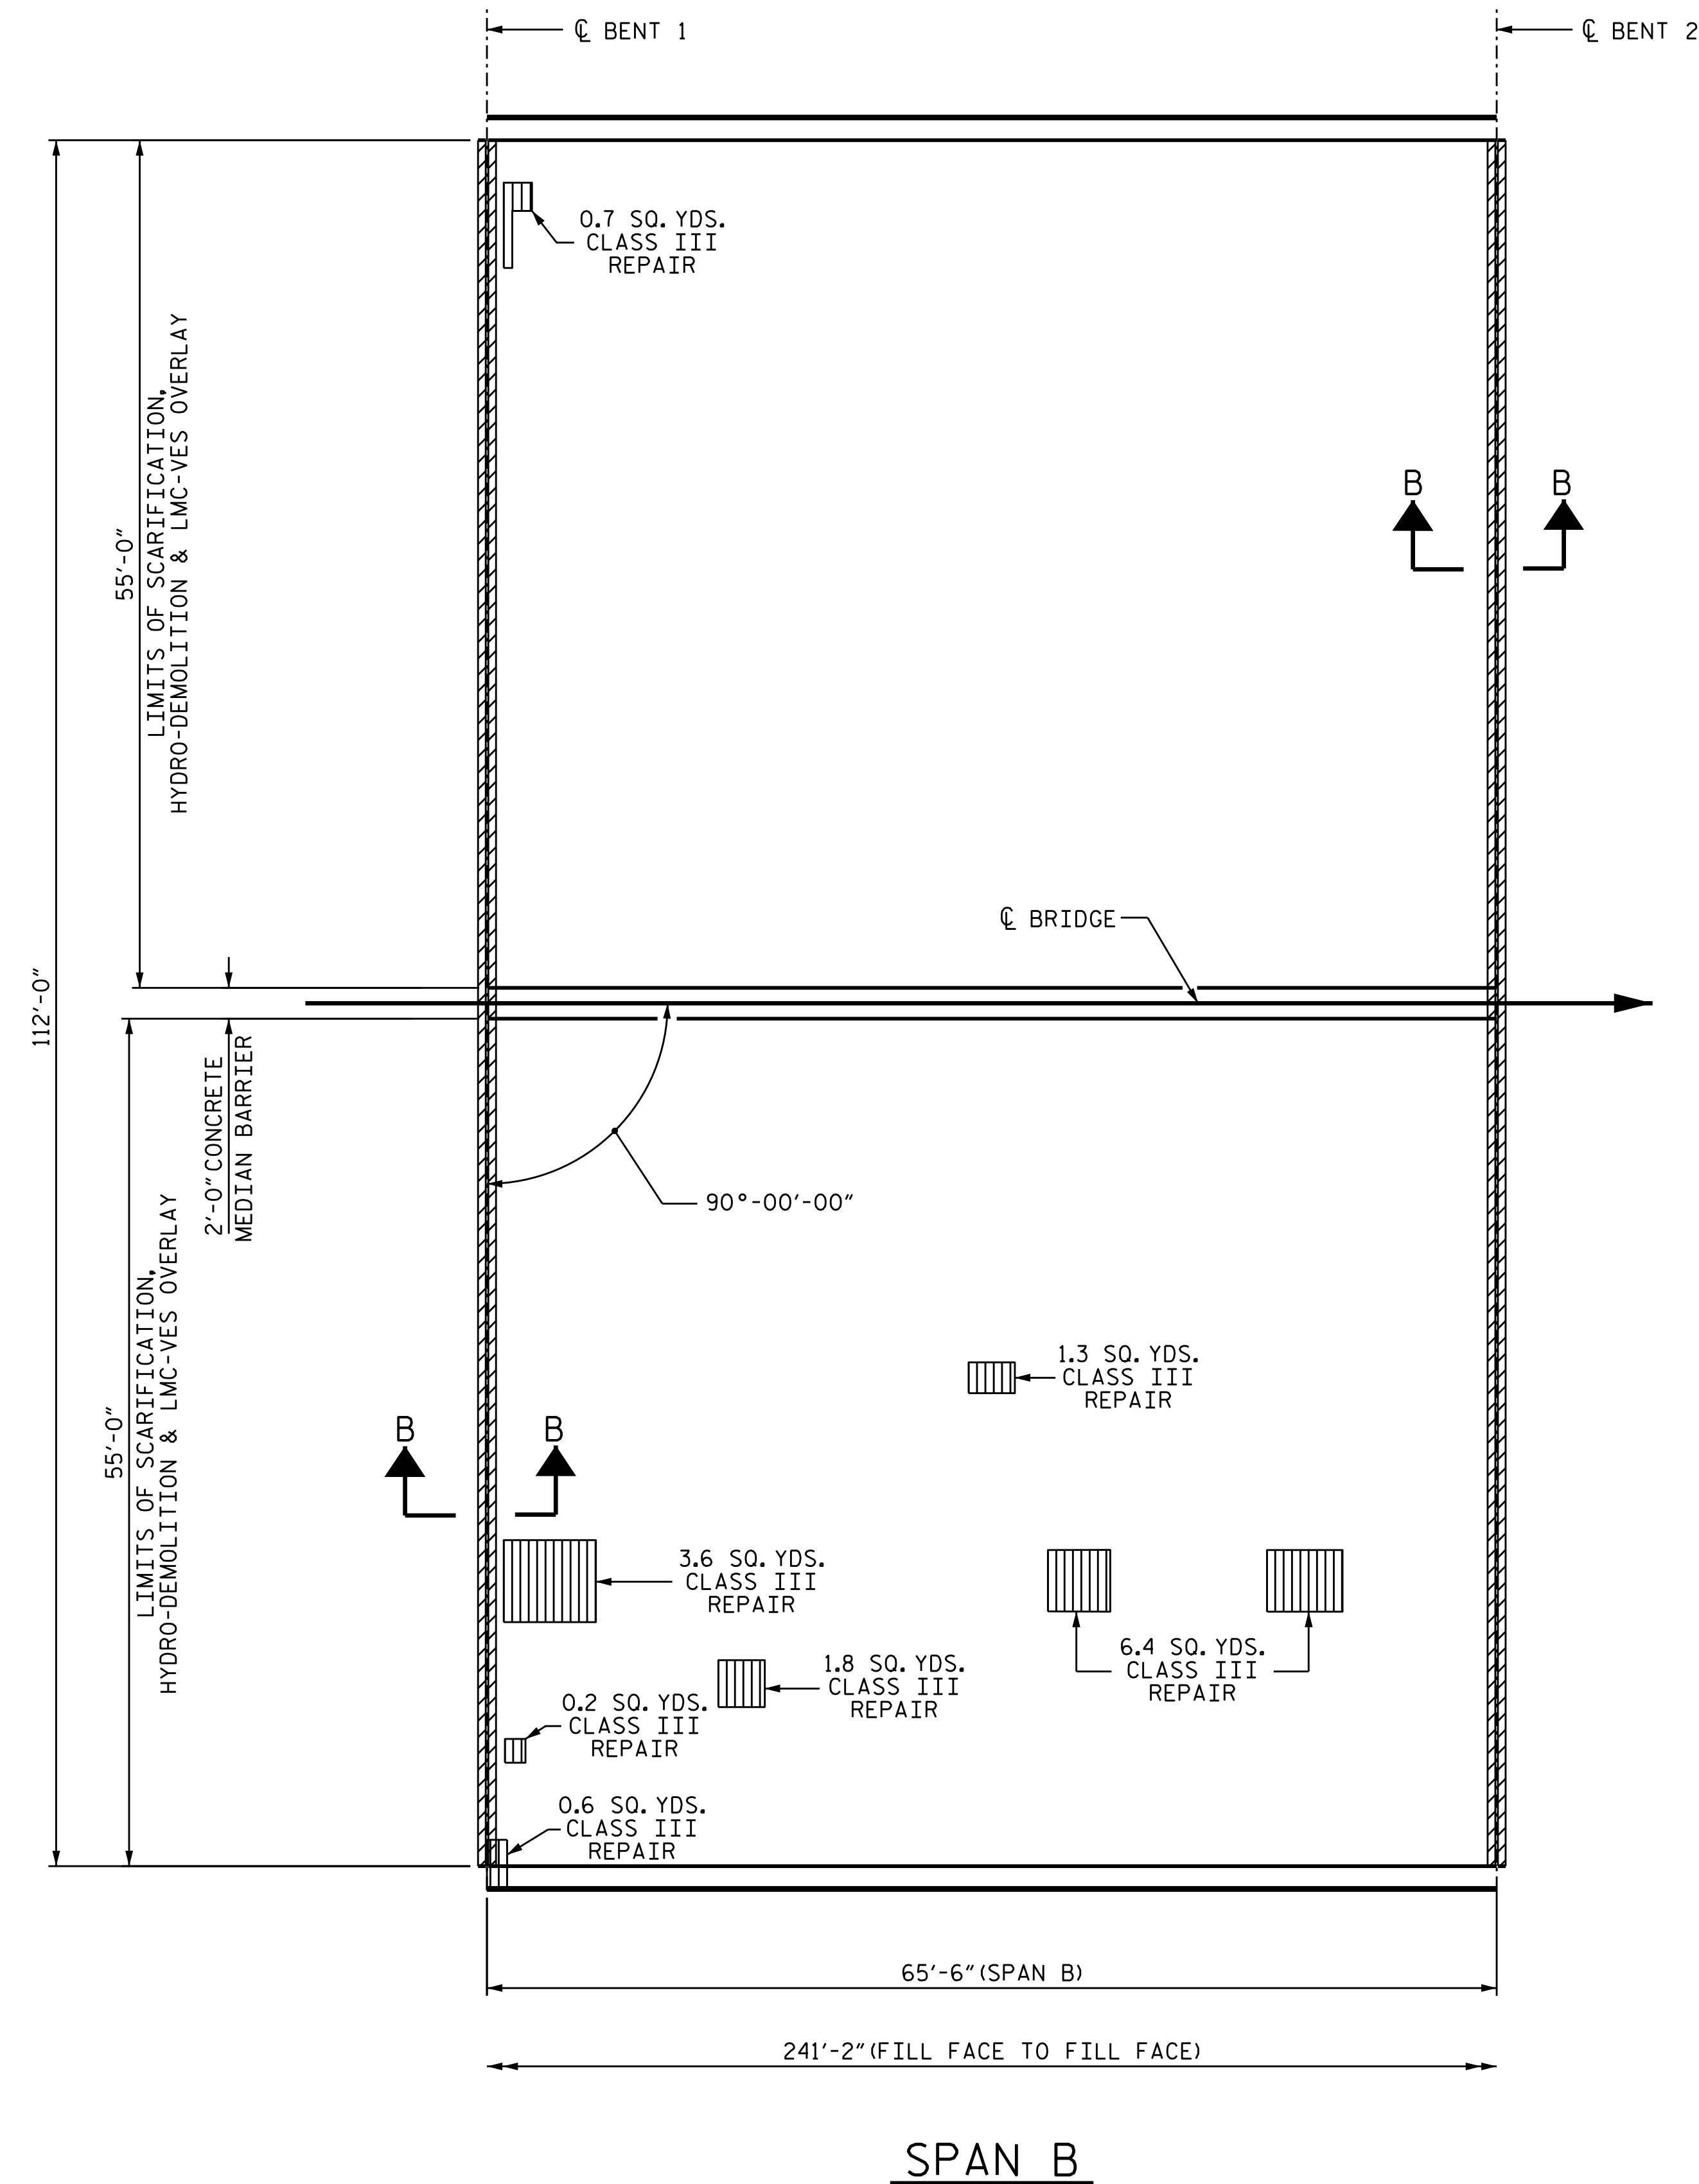 ℄ BENT 1
℄ BENT 2
0.7 SQ. YDS.
CLASS III
REPAIR
55'-0"
LIMITS OF SCARIFICATION,
HYDRO-DEMOLITION & LMC-VES OVERLAY
B
B
℄ BRIDGE
112'-0"
2'-0" CONCRETE
MEDIAN BARRIER
90°-00'-00"
55'-0"
LIMITS OF SCARIFICATION,
HYDRO-DEMOLITION & LMC-VES OVERLAY
1.3 SQ. YDS.
CLASS III
REPAIR
B
B
3.6 SQ. YDS.
CLASS III
REPAIR
6.4 SQ. YDS.
CLASS III
REPAIR
1.8 SQ. YDS.
CLASS III
REPAIR
0.2 SQ. YDS.
CLASS III
REPAIR
0.6 SQ. YDS.
CLASS III
REPAIR
65'-6" (SPAN B)
241'-2" (FILL FACE TO FILL FACE)
SPAN B